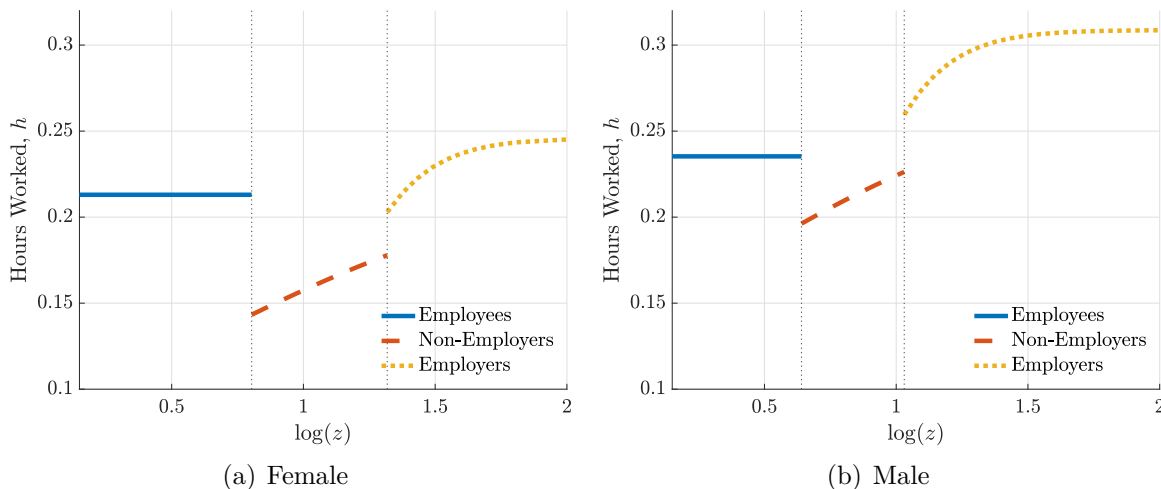 0.3
0.25
0.2
0.15
0.1
Hours Worked, h
Employees
Non-Employers
Employers
0.5
1
1.5
2
log(z)
(a) Female
0.3
0.25
0.2
0.15
0.1
Hours Worked, h
Employees
Non-Employers
Employers
0.5
1
1.5
2
log(z)
(b) Male